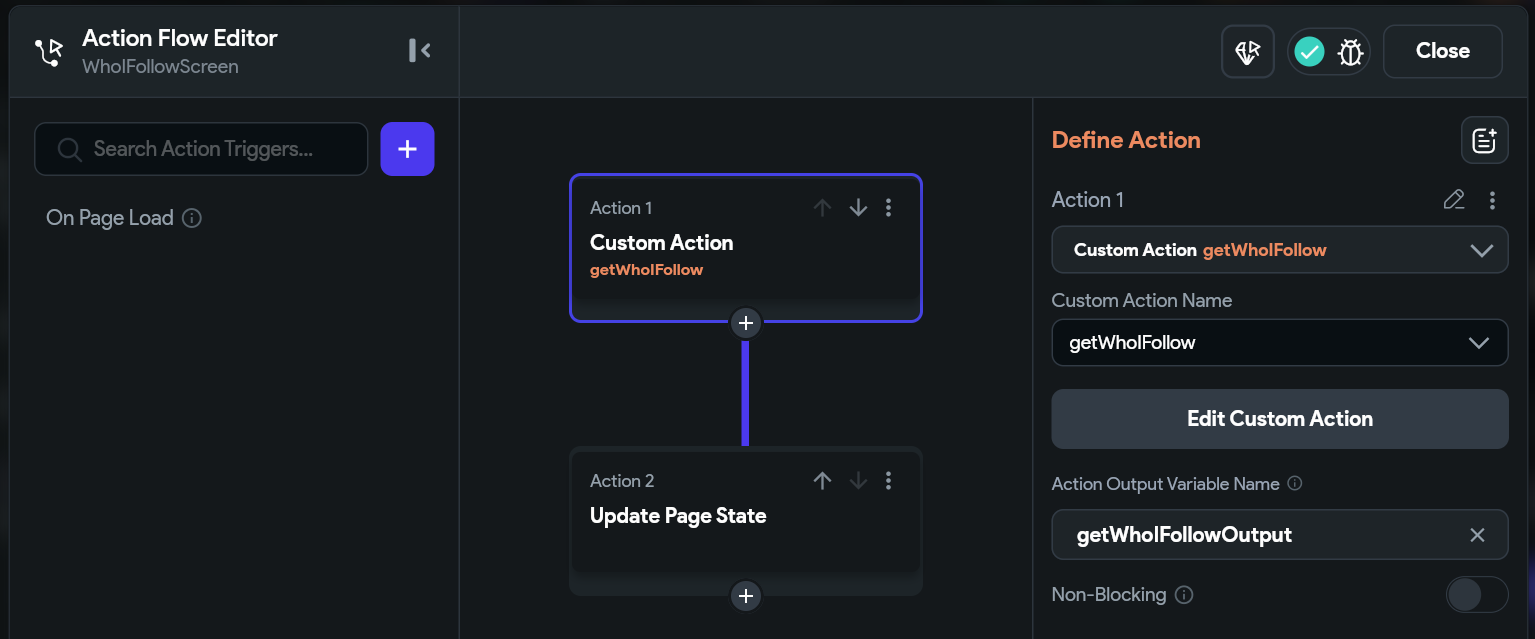 Action Flow Editor
WhoIFollowScreen
Close
Search Action Triggers...
On Page Load
Action 1
Custom Action
getWhoIFollow
Action 2
Update Page State
Define Action
Action 1
Custom Action getWhoIFollow
Custom Action Name
getWhoIFollow
Edit Custom Action
Action Output Variable Name
getWhoIFollowOutput
Non-Blocking